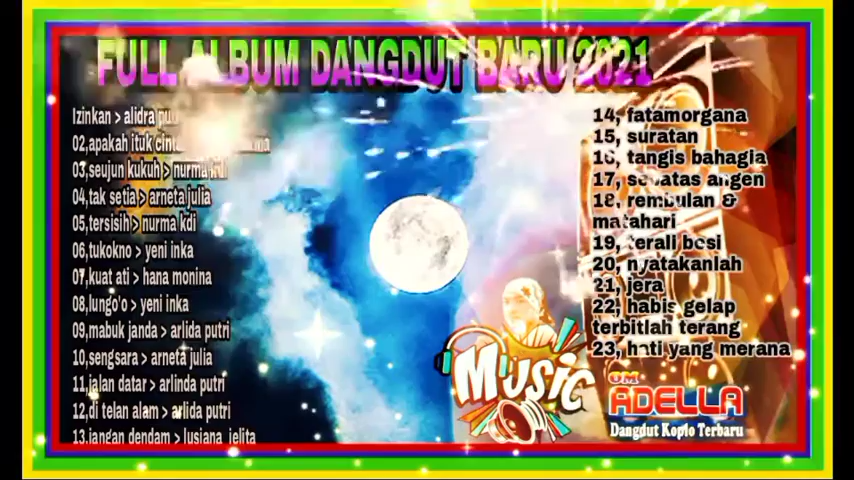 FULL ALBUM DANGDUT BARU 2021
Izinkan > alidra
02,apakah ituk cinta
03,seujun kukuh > nurma kdi
04,tak setia > arneta julia
05,tersisih > nurma kdi
06,tukokno > yeni inka
07,kuat ati > hana monina
08,lungo'o > yeni inka
09,mabuk janda > arlida putri
10,sengsara > arneta julia
11,jalan datar > arlinda putri
12,di telan alam > arlida putri
13,jangan dendam > lusiana jelita
14, fatamorgana
15, suratan
16, tangis bahagia
17, sebatas angen
18, rembulan &
matahari
19, terali besi
20, nyatakanlah
21, jera
22, habis gelap
terbitlah terang
23, hati yang merana
MUSIC
OM
ADELLA
Dangdut Koplo Terbaru